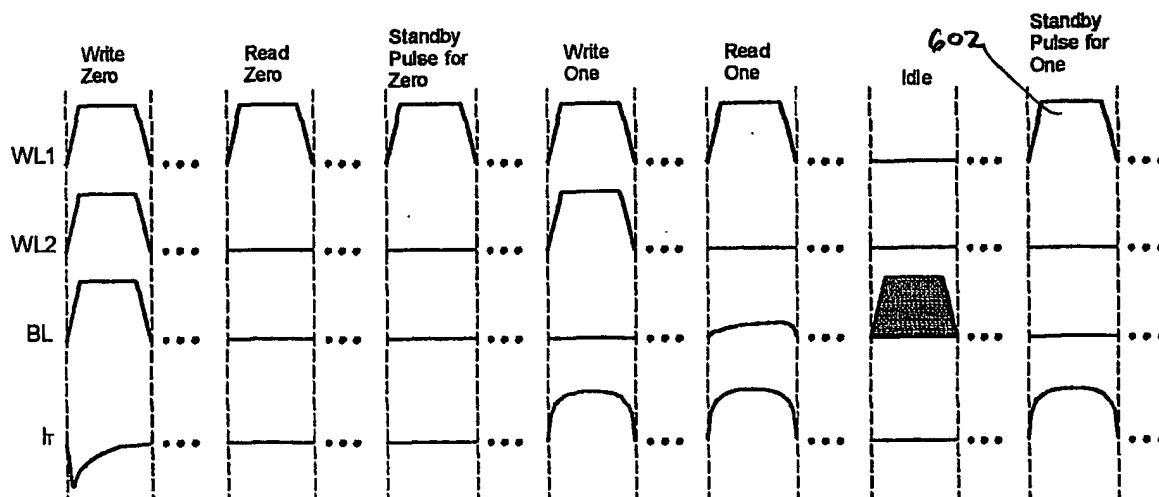 Write
Zero
Read
Zero
Standby
Pulse for
Zero
Write
One
Read
One
Idle
602
Standby
Pulse for
One
WL1
WL2
BL
IT